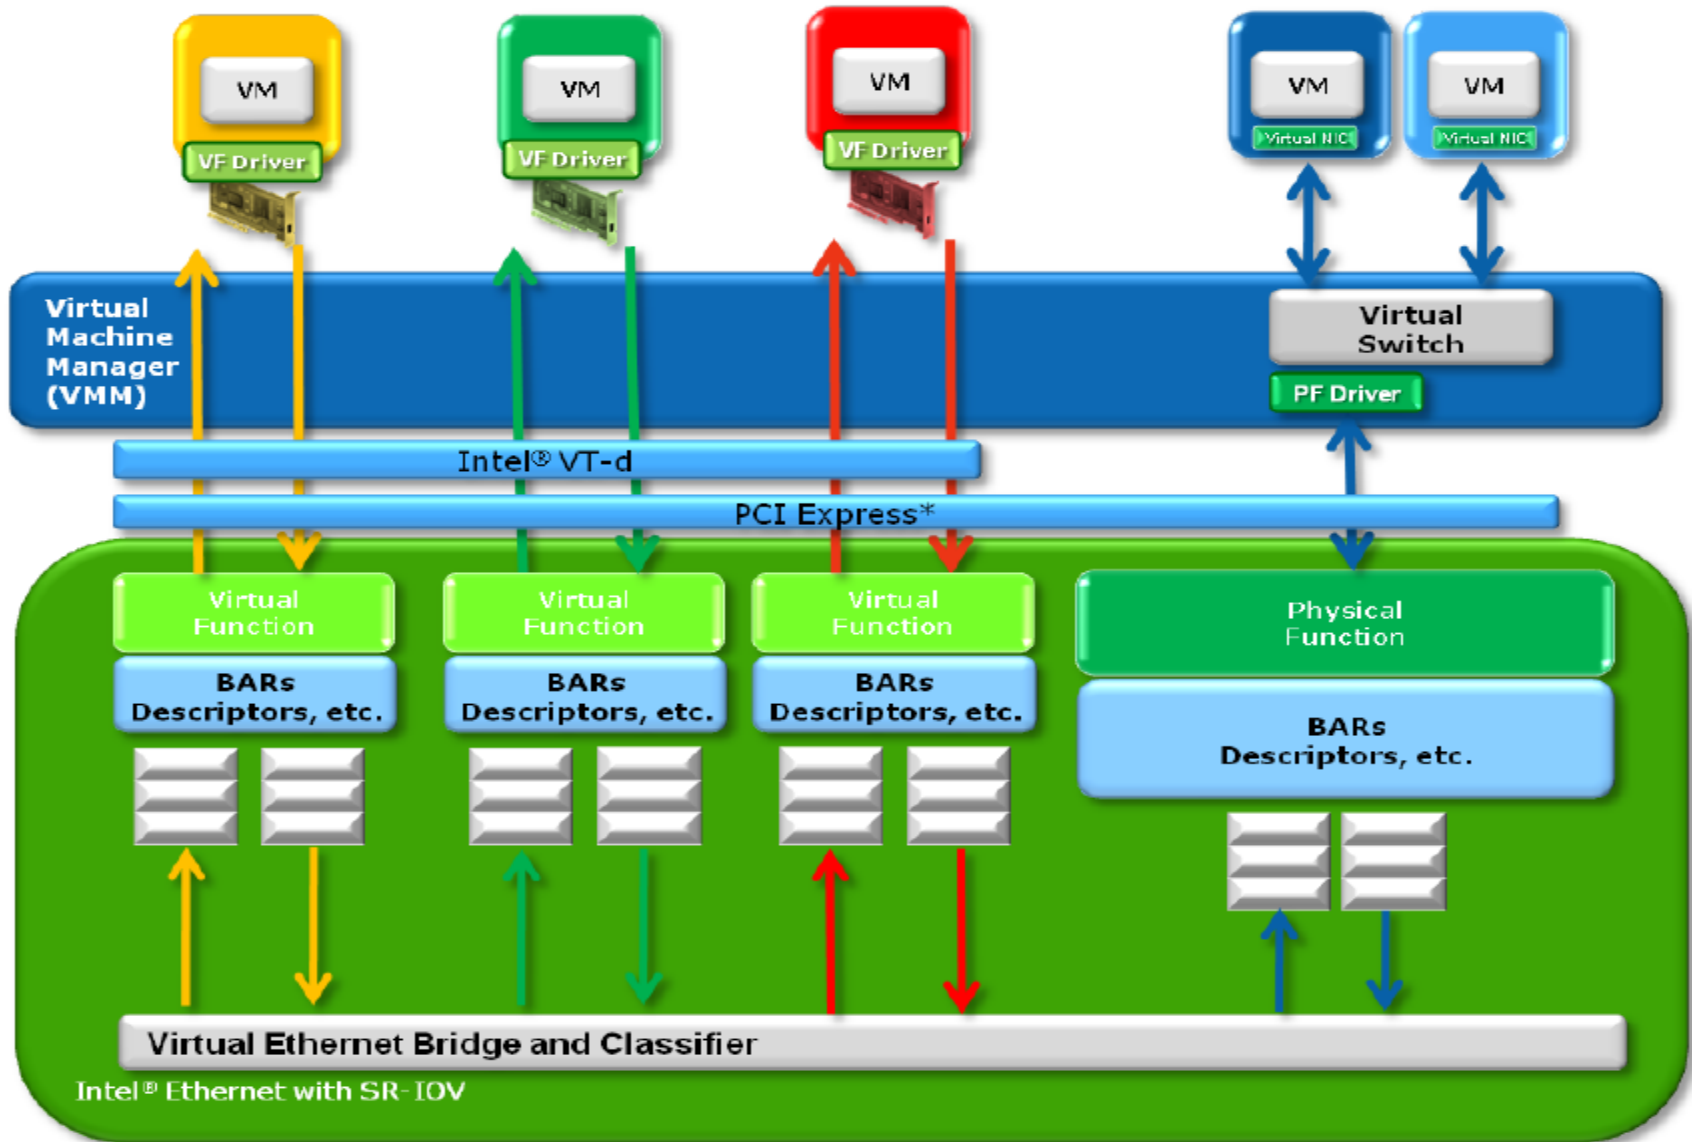 VM
VM
VM
VM
VM
VF Driver
VF Driver
VF Driver
Virtual NIC
Virtual NIC
Virtual
Machine
Manager
(VMM)
Virtual
Switch
PF Driver
Intel® VT-d
PCI Express*
Virtual
Function
Virtual
Function
Virtual
Function
Physical
Function
BARs
Descriptors, etc.
BARs
Descriptors, etc.
BARs
Descriptors, etc.
BARs
Descriptors, etc.
Virtual Ethernet Bridge and Classifier
Intel® Ethernet with SR-IOV